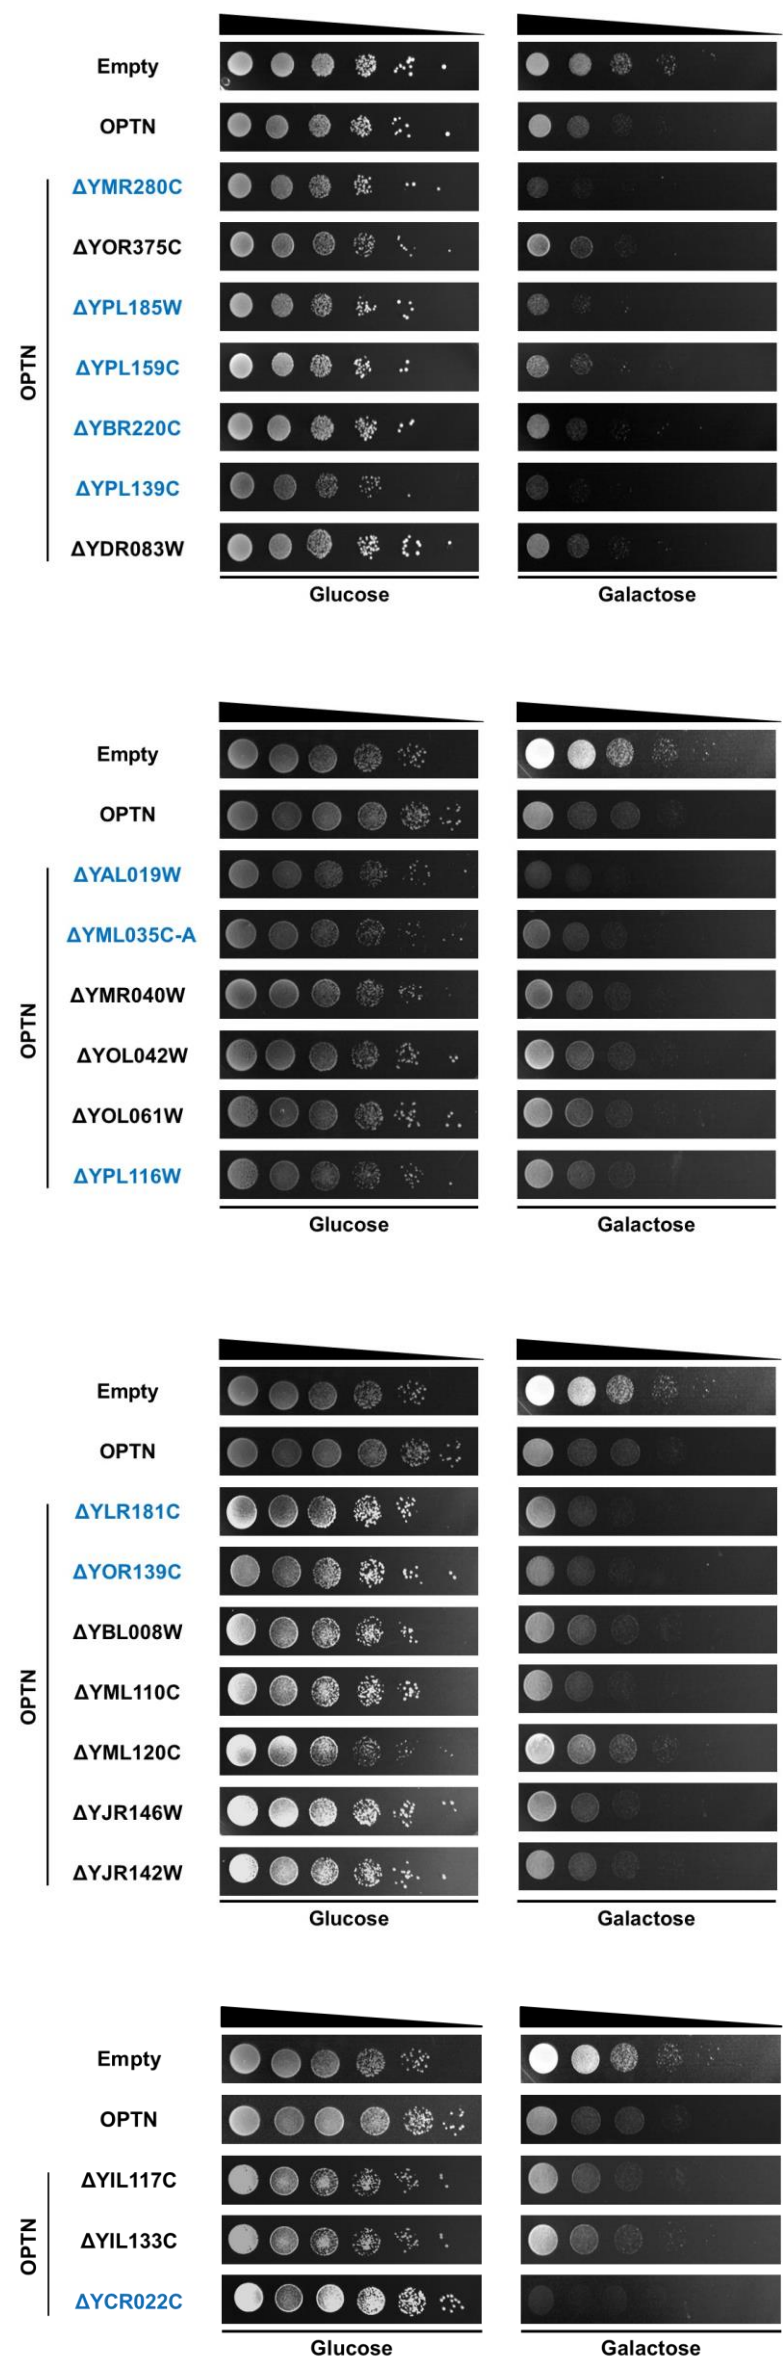 Empty
OPTN
ΔYMR280C
ΔYOR375C
ΔYPL185W
ΔYPL159C
ΔYBR220C
ΔYPL139C
ΔYDR083W
OPTN
Glucose
Galactose
Empty
OPTN
ΔYAL019W
ΔYML035C-A
ΔYMR040W
ΔYOL042W
ΔYOL061W
ΔYPL116W
OPTN
Glucose
Galactose
Empty
OPTN
ΔYLR181C
ΔYOR139C
ΔYBL008W
ΔYML110C
ΔYML120C
ΔYJR146W
ΔYJR142W
OPTN
Glucose
Galactose
Empty
OPTN
ΔYIL117C
ΔYIL133C
ΔYCR022C
OPTN
Glucose
Galactose